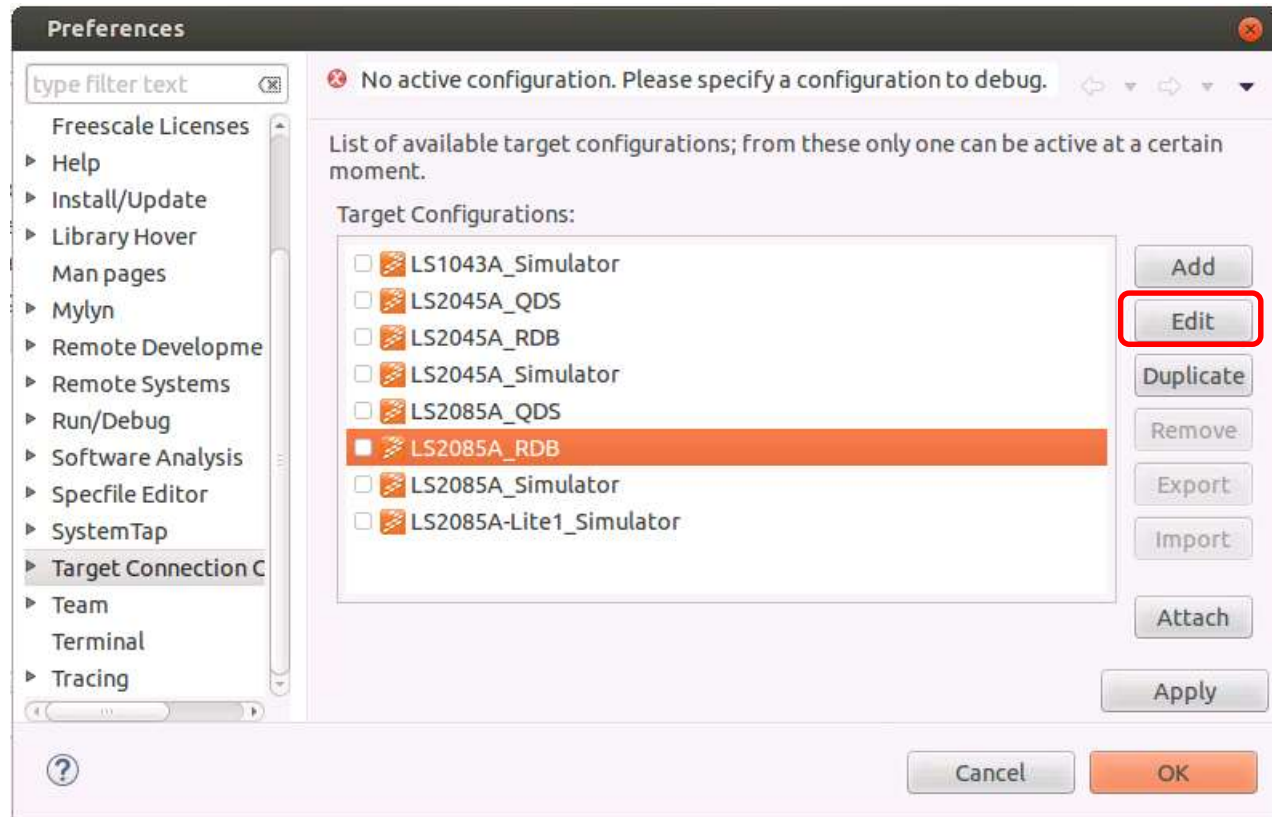 Preferences
type filter text
No active configuration. Please specify a configuration to debug.
Freescale Licenses
Help
Install/Update
Library Hover
Man pages
Mylyn
Remote Developme
Remote Systems
Run/Debug
Software Analysis
Specfile Editor
SystemTap
Target Connection C
Team
Terminal
Tracing
List of available target configurations; from these only one can be active at a certain
moment.
Target Configurations:
LS1043A_Simulator
LS2045A_QDS
LS2045A_RDB
LS2045A_Simulator
LS2085A_QDS
LS2085A_RDB
LS2085A_Simulator
LS2085A-Lite1_Simulator
Add
Edit
Duplicate
Remove
Export
Import
Attach
Apply
?
Cancel
OK